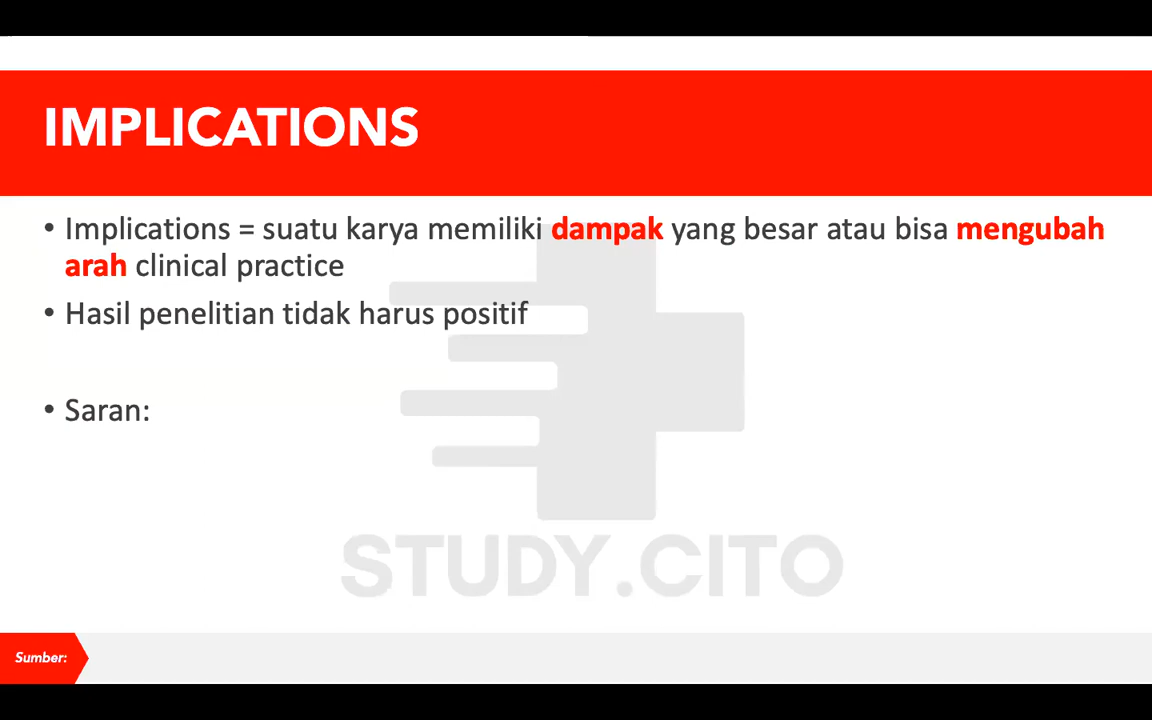 IMPLICATIONS
• Implications = suatu karya memiliki dampak yang besar atau bisa mengubah
arah clinical practice
• Hasil penelitian tidak harus positif
• Saran:
STUDY.CITO
Sumber: